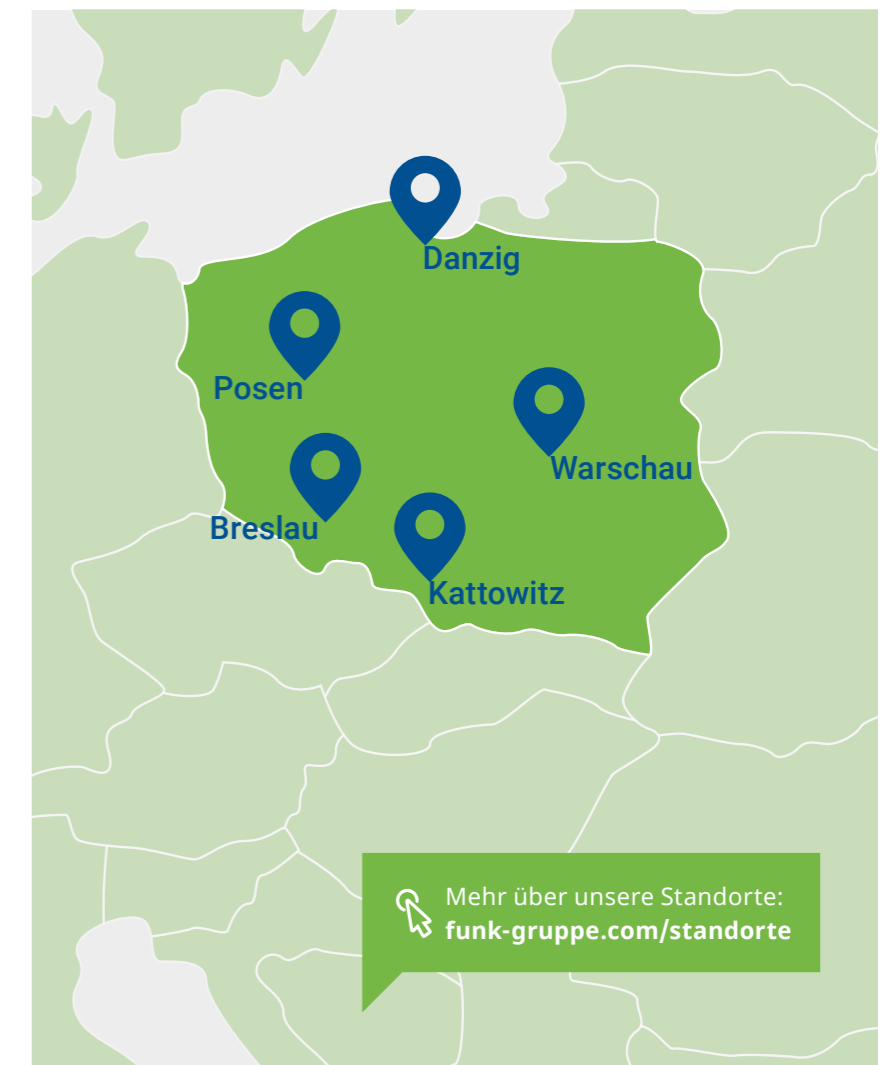 Danzig
Posen
Warschau
Breslau
Kattowitz
Mehr über unsere Standorte:
funk-gruppe.com/standorte